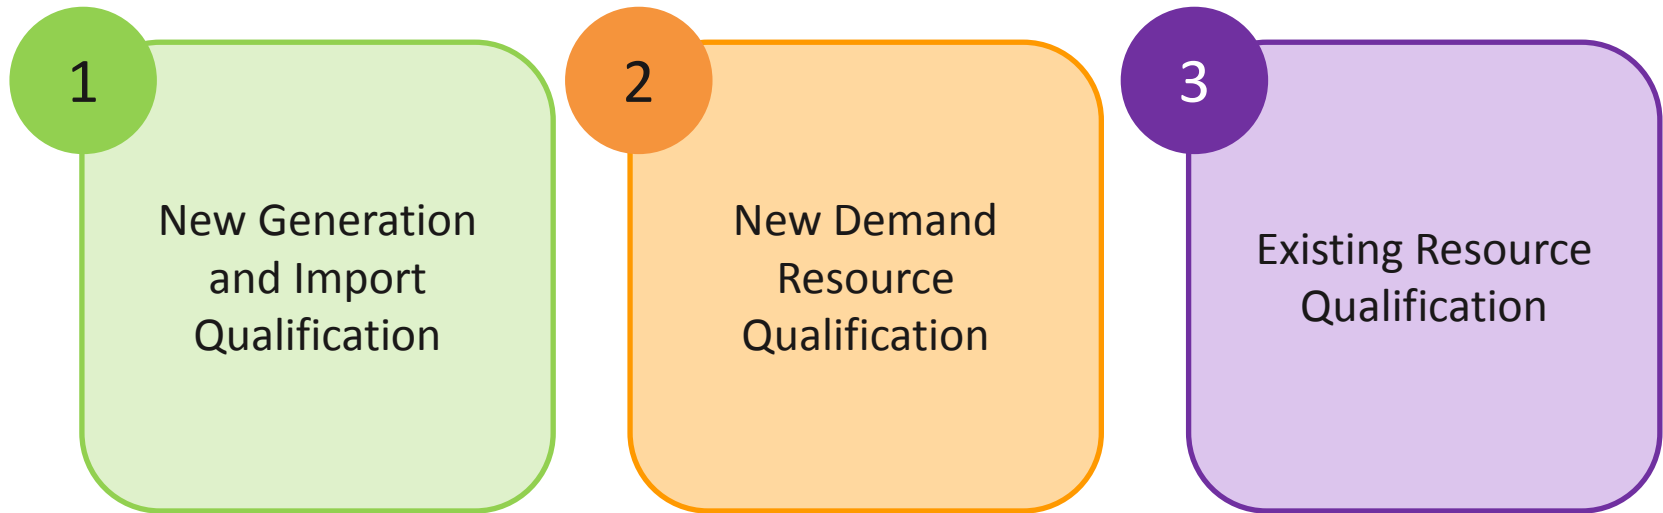 1
New Generation
and Import
Qualification
2
New Demand
Resource
Qualification
3
Existing Resource
Qualification